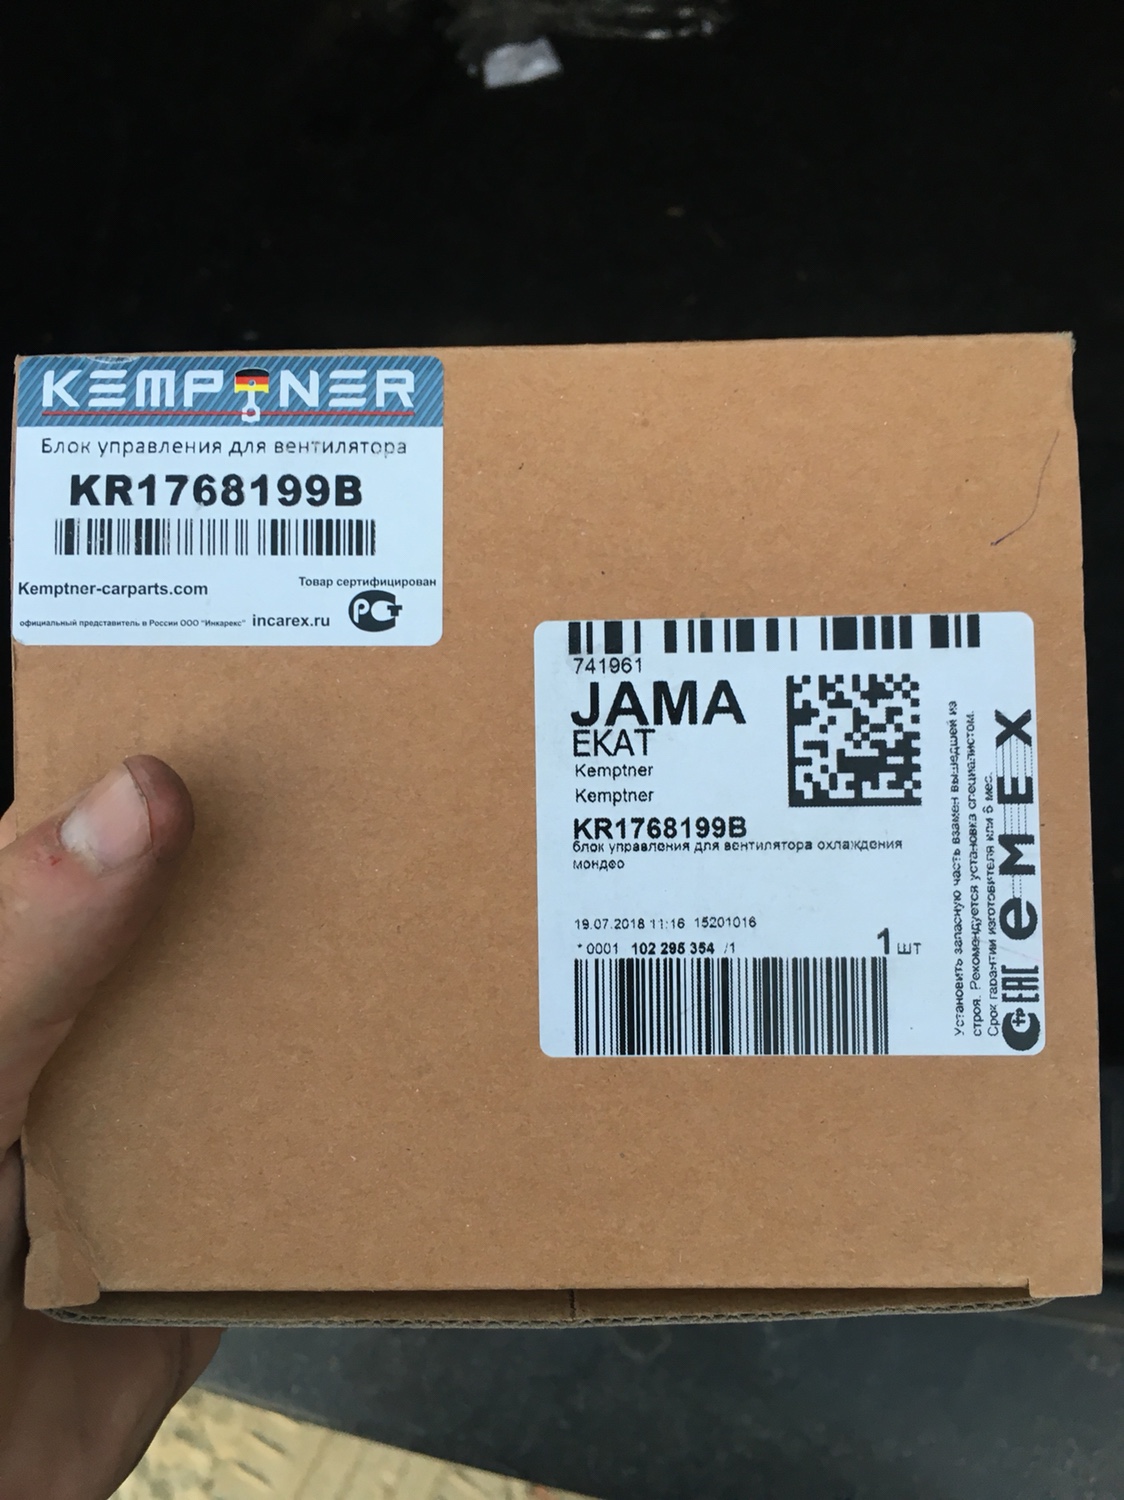 KEMPTNER
Блок управления для вентилятора
KR1768199B
Kemptner-carparts.com
Товар сертифицирован
РСТ
официальный представитель в России ООО "Инкарекс" incarex.ru
741961
JAMA
EKAT
Kemptner
Kemptner
KR1768199B
блок управления для вентилятора охлаждения
мондео
19.07.2018 11:16 15201016
*0001 102 295 354 /1
1 шт
Установить запасную часть взамен вышедшей из
строя. Рекомендуется установка специалистом.
Срок гарантии изготовителя или 6 мес.
EAC
eMEX